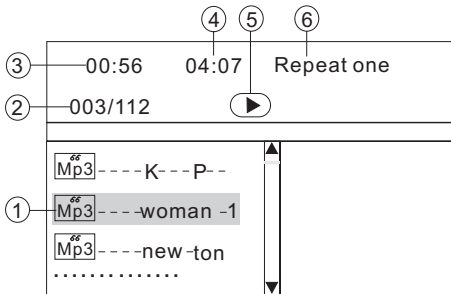 ④ ⑤ ⑥
③ 00:56 04:07 Repeat one
② 003/112
Mp3 ----K---P--
① Mp3 ----woman -1
Mp3 ----new-ton
··············